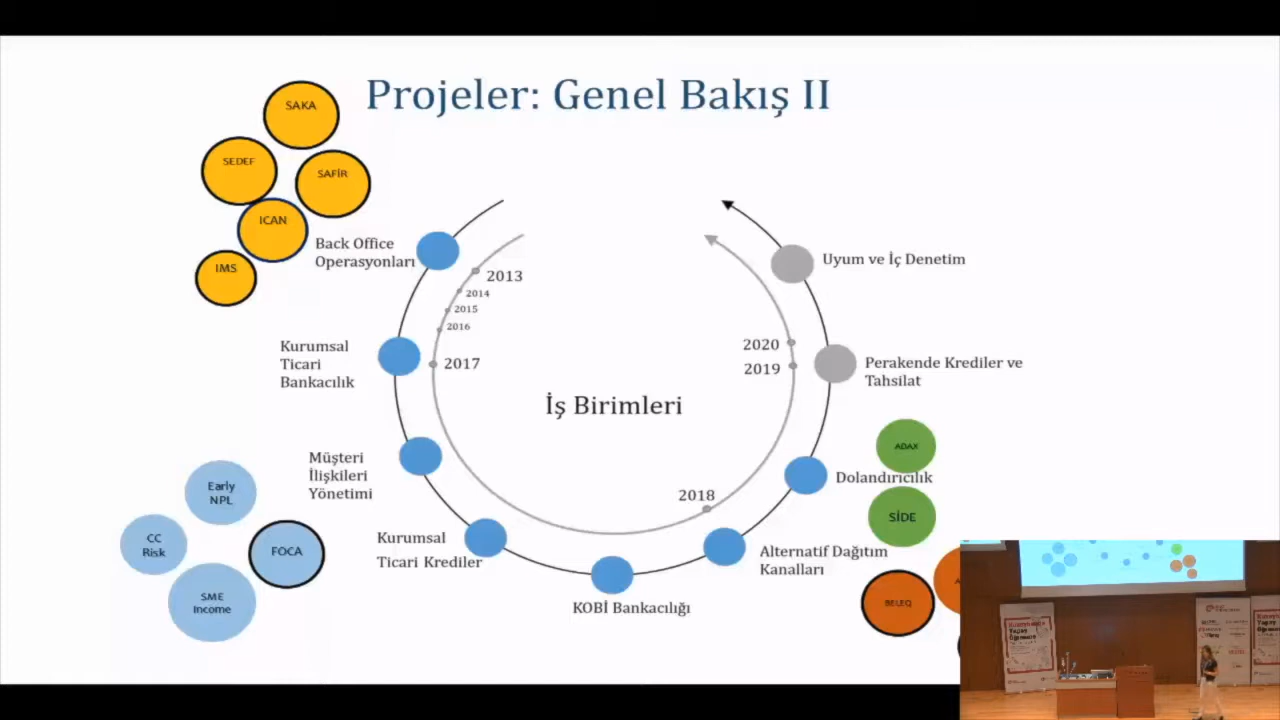 Projeler: Genel Bakış II
SAKA
SEDEF
SAFİR
ICAN
IMS
Back Office
Operasyonları
Kurumsal
Ticari
Bankacılık
Müşteri
İlişkileri
Yönetimi
Kurumsal
Ticari Krediler
KOBİ Bankacılığı
Alternatif Dağıtım
Kanalları
Dolandırıcılık
Perakende Krediler ve
Tahsilat
Uyum ve İç Denetim
2013
2014
2015
2016
2017
2018
2019
2020
İş Birimleri
Early
NPL
CC
Risk
FOCA
SME
Income
ADAX
SİDE
BELEQ